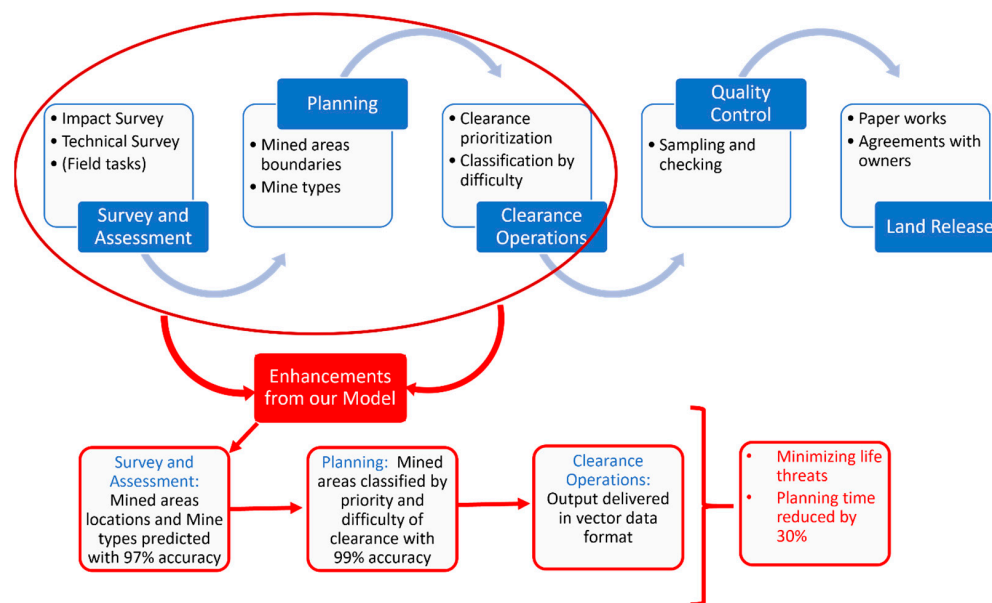 • Impact Survey
• Technical Survey
• (Field tasks)
Survey and
Assessment
Planning
• Mined areas
boundaries
• Mine types
• Clearance
prioritization
• Classification by
difficulty
Clearance
Operations
Quality
Control
• Sampling and
checking
• Paper works
• Agreements with
owners
Land Release
Enhancements
from our Model
Survey and
Assessment:
Mined areas
locations and Mine
types predicted
with 97% accuracy
Planning: Mined
areas classified by
priority and
difficulty of
clearance with
99% accuracy
Clearance
Operations:
Output delivered
in vector data
format
• Minimizing life
threats
• Planning time
reduced by
30%